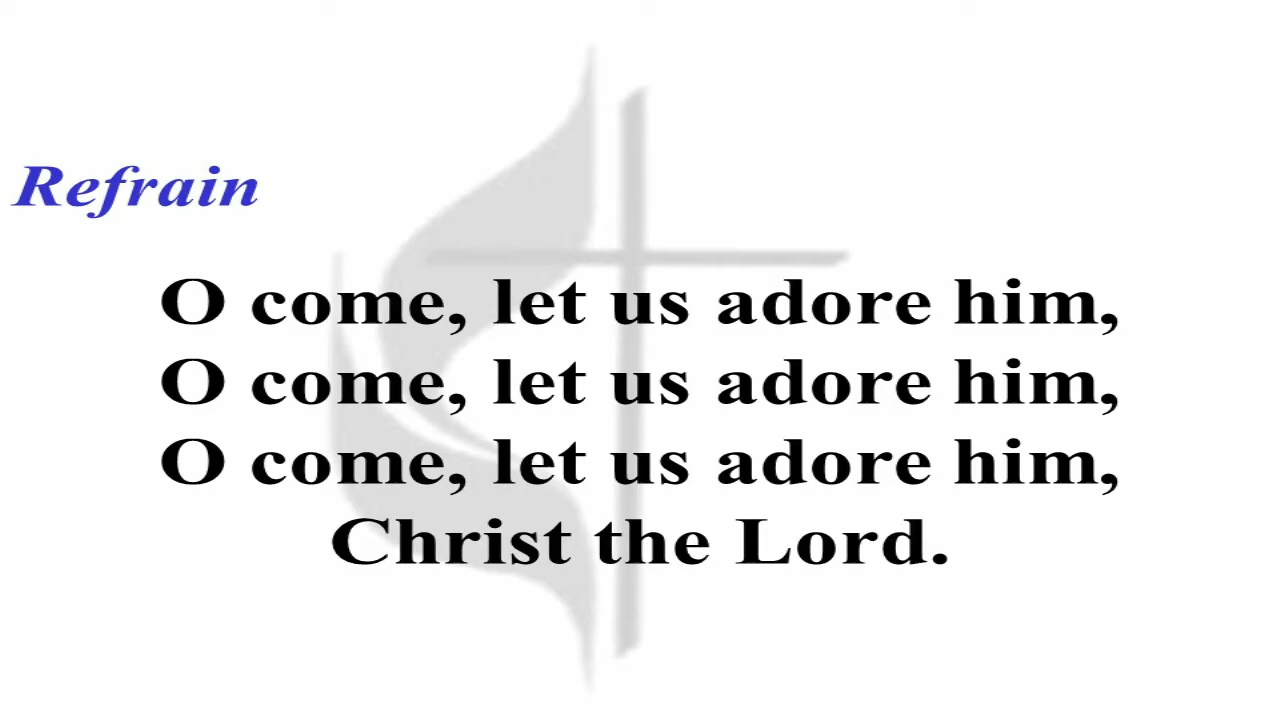 Refrain
O come, let us adore him,
O come, let us adore him,
O come, let us adore him,
Christ the Lord.